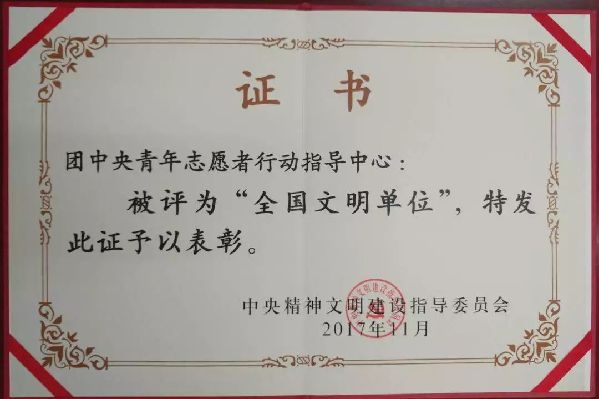 证书
团中央青年志愿者行动指导中心：
被评为“全国文明单位”，特发
此证予以表彰。
中央精神文明建设指导委员会
2017年11月